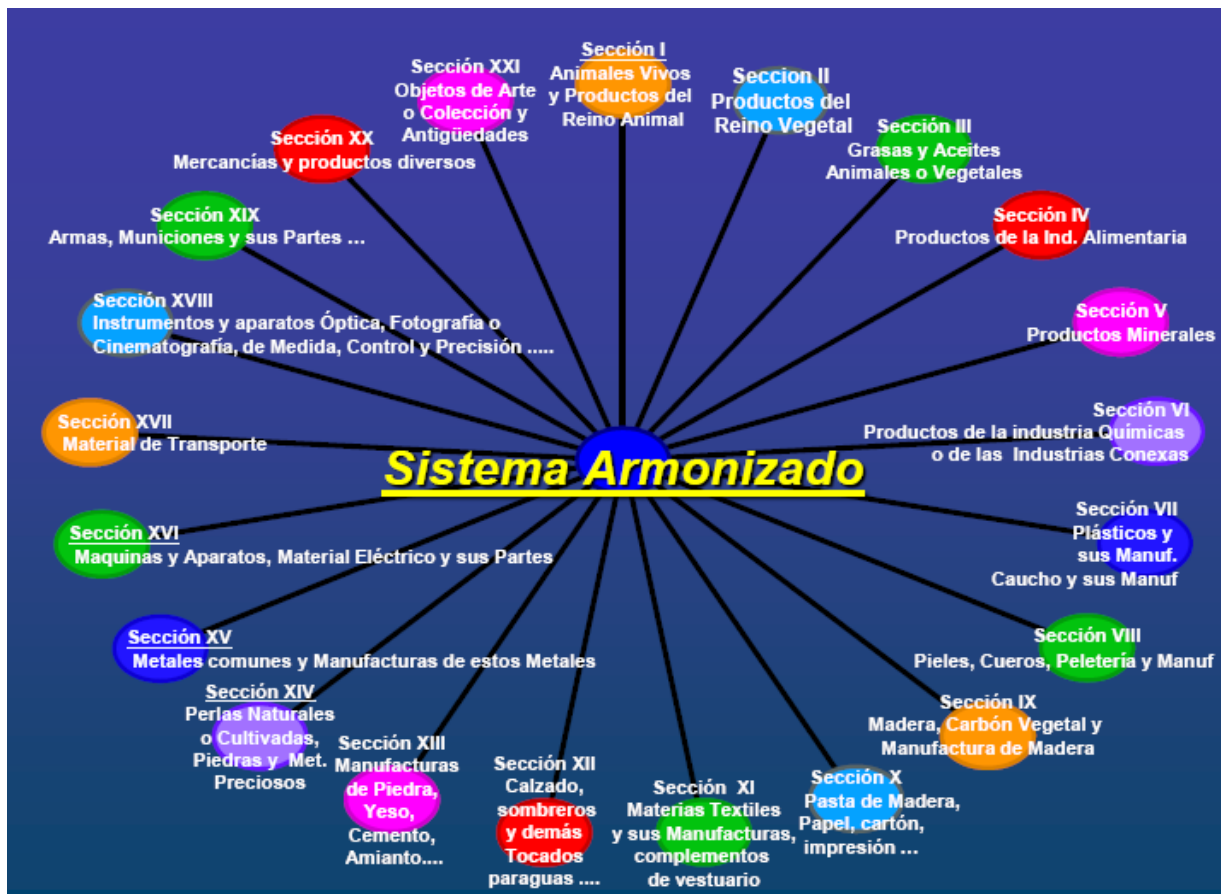 Sección I
Animales Vivos
y Productos del
Reino Animal
Seccion II
Productos del
Reino Vegetal
Sección III
Grasas y Aceites
Animales o Vegetales
Sección IV
Productos de la Ind. Alimentaria
Sección V
Productos Minerales
Sección VI
Productos de la industria Químicas
o de las Industrias Conexas
Sección VII
Plásticos y
sus Manuf.
Caucho y sus Manuf
Sección VIII
Pieles, Cueros, Peletería y Manuf
Sección IX
Madera, Carbón Vegetal y
Manufactura de Madera
Sección X
Pasta de Madera,
Papel, cartón,
impresión ...
Sección XI
Materias Textiles
y sus Manufacturas,
complementos
de vestuario
Sección XII
Calzado,
sombreros
y demás
Tocados
paraguas ....
Sección XIII
Manufacturas
de Piedra,
Yeso,
Cemento,
Amianto....
Sección XIV
Perlas Naturales
o Cultivadas,
Piedras y Met.
Preciosos
Sección XV
Metales comunes y Manufacturas de estos Metales
Sección XVI
Maquinas y Aparatos, Material Eléctrico y sus Partes
Sección XVII
Material de Transporte
Sección XVIII
Instrumentos y aparatos Óptica, Fotografía o
Cinematografía, de Medida, Control y Precisión .....
Sección XIX
Armas, Municiones y sus Partes ...
Sección XX
Mercancías y productos diversos
Sección XXI
Objetos de Arte
o Colección y
Antigüedades
Sistema Armonizado